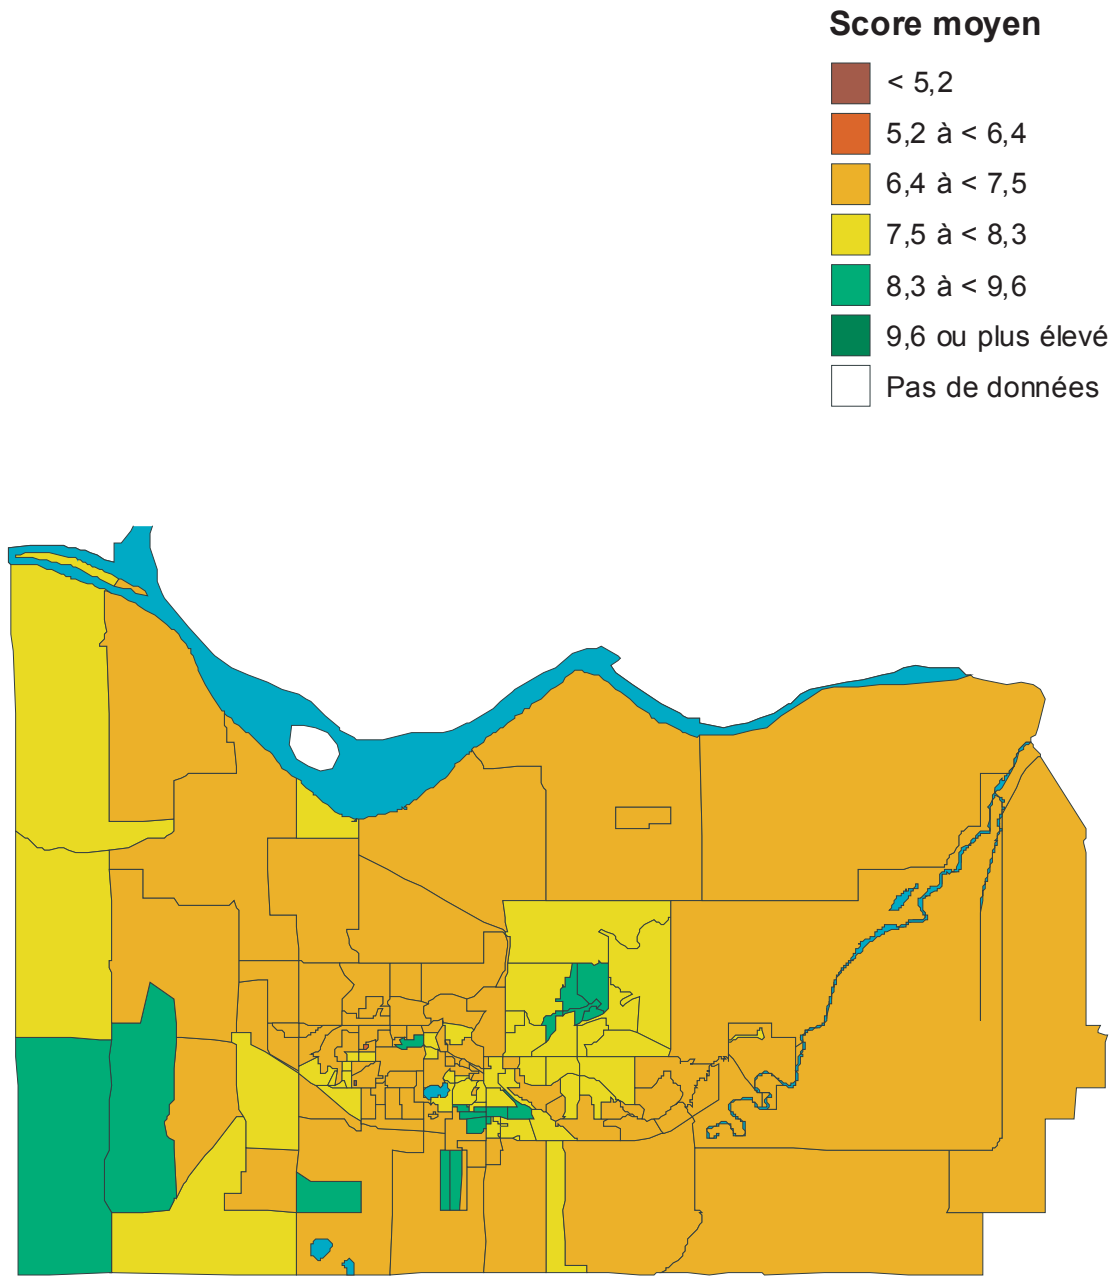 Score moyen
< 5,2
5,2 à < 6,4
6,4 à < 7,5
7,5 à < 8,3
8,3 à < 9,6
9,6 ou plus élevé
Pas de données